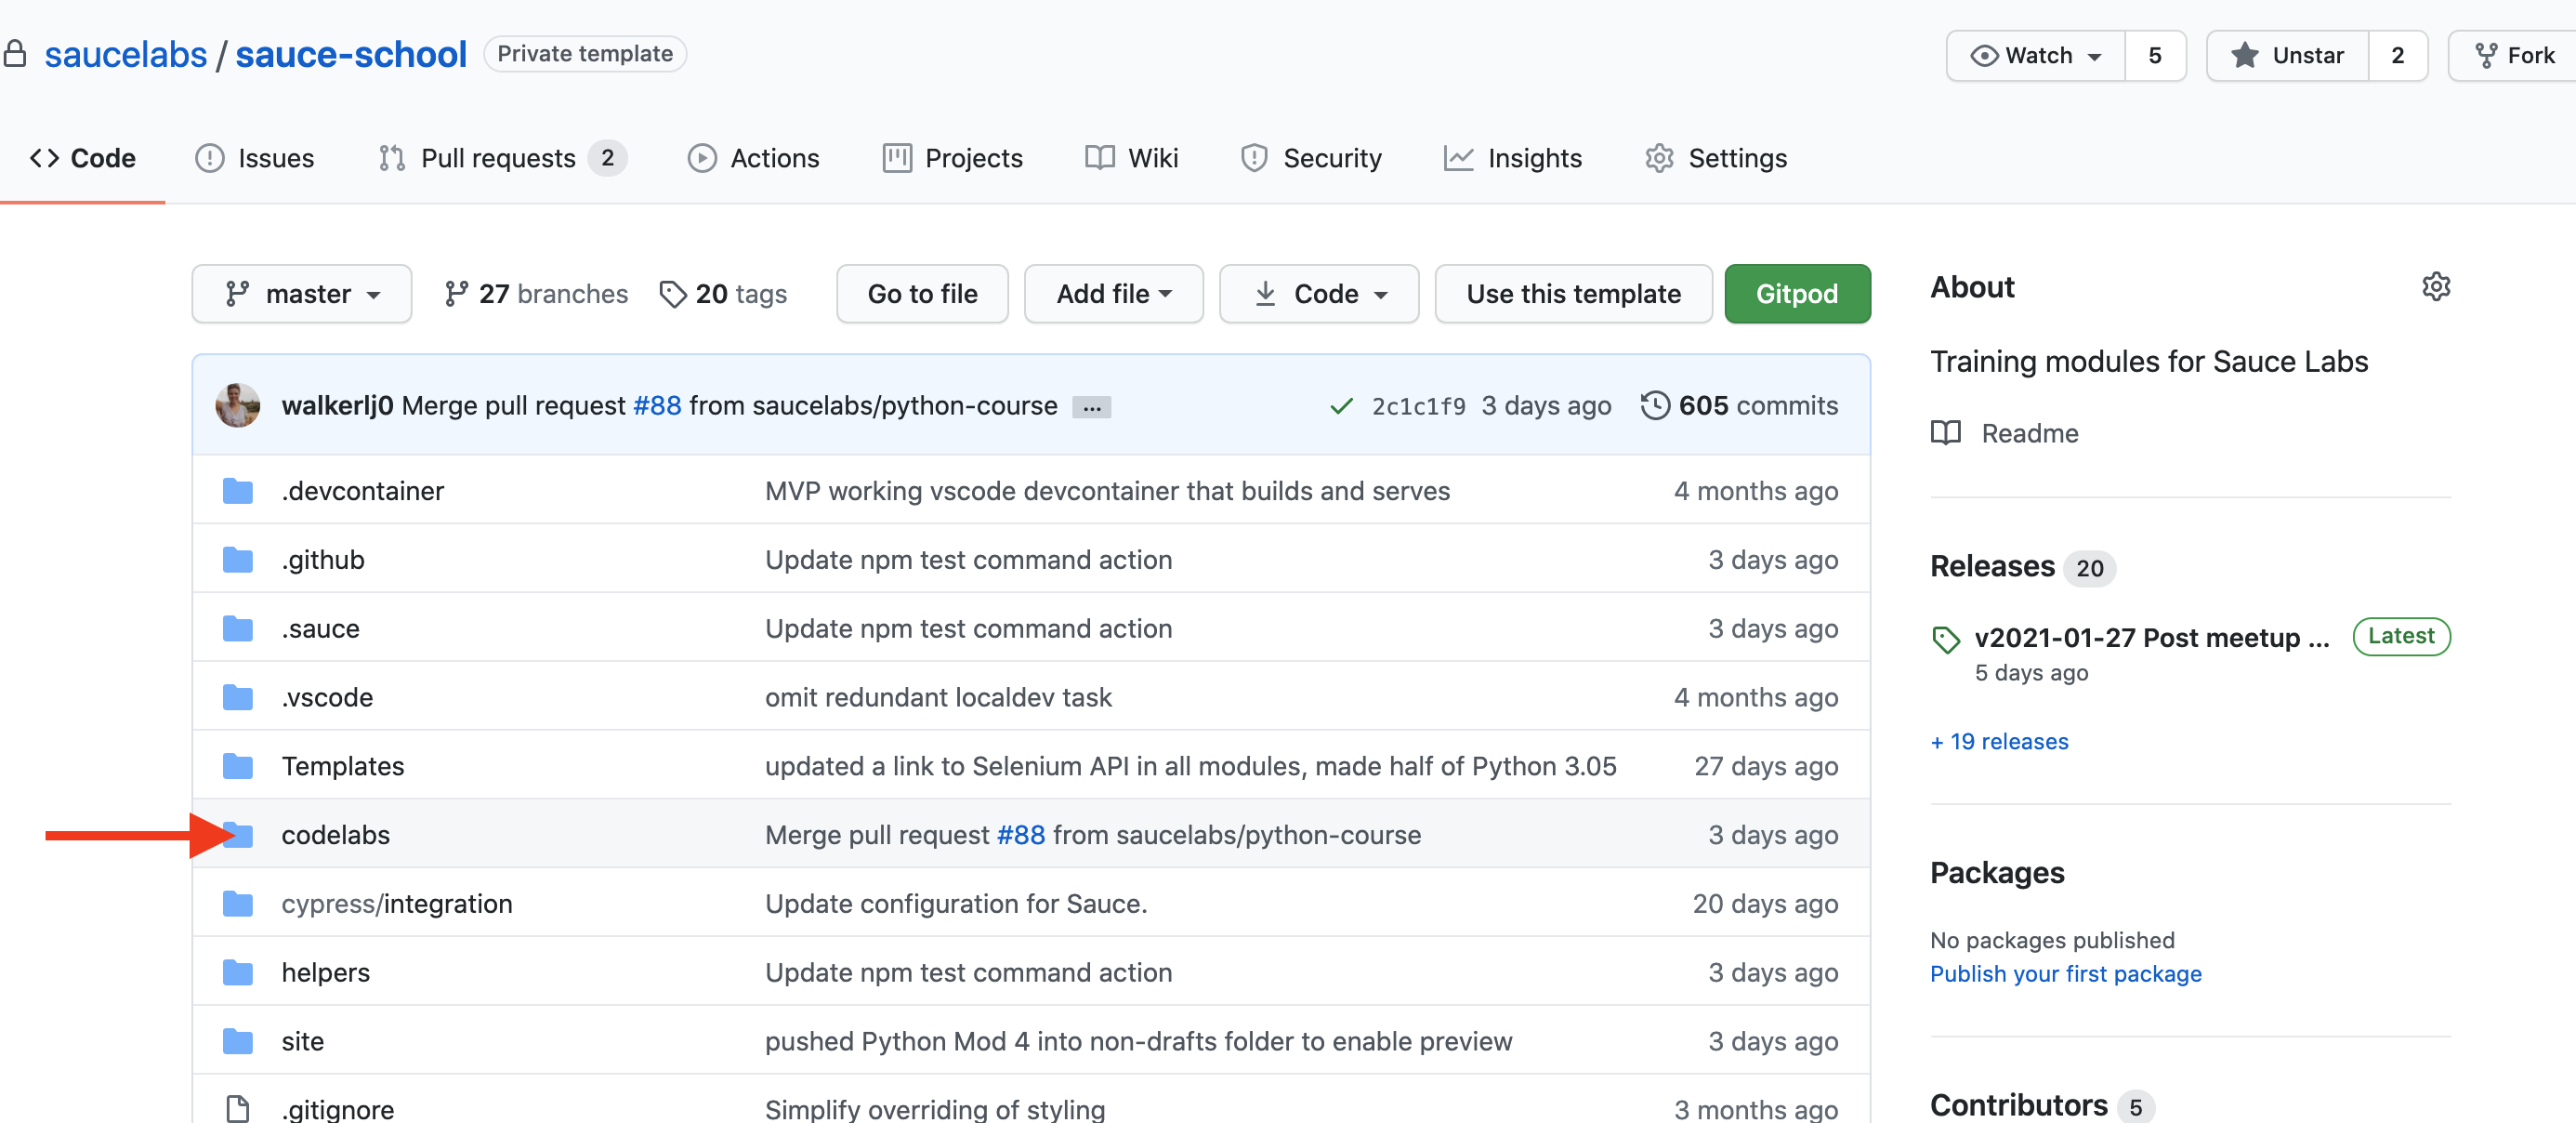 saucelabs / sauce-school Private template Watch 5 Unstar 2 Fork
Code Issues Pull requests 2 Actions Projects Wiki Security Insights Settings
master 27 branches 20 tags Go to file Add file Code Use this template Gitpod
walkerlj0 Merge pull request #88 from saucelabs/python-course ... 2c1c1f9 3 days ago 605 commits
.devcontainer MVP working vscode devcontainer that builds and serves 4 months ago
.github Update npm test command action 3 days ago
.sauce Update npm test command action 3 days ago
.vscode omit redundant localdev task 4 months ago
Templates updated a link to Selenium API in all modules, made half of Python 3.05 27 days ago
codelabs Merge pull request #88 from saucelabs/python-course 3 days ago
cypress/integration Update configuration for Sauce. 20 days ago
helpers Update npm test command action 3 days ago
site pushed Python Mod 4 into non-drafts folder to enable preview 3 days ago
.gitignore Simplify overriding of styling 3 months ago
About
Training modules for Sauce Labs
Readme
Releases 20
v2021-01-27 Post meetup ... Latest
5 days ago
+ 19 releases
Packages
No packages published
Publish your first package
Contributors 5